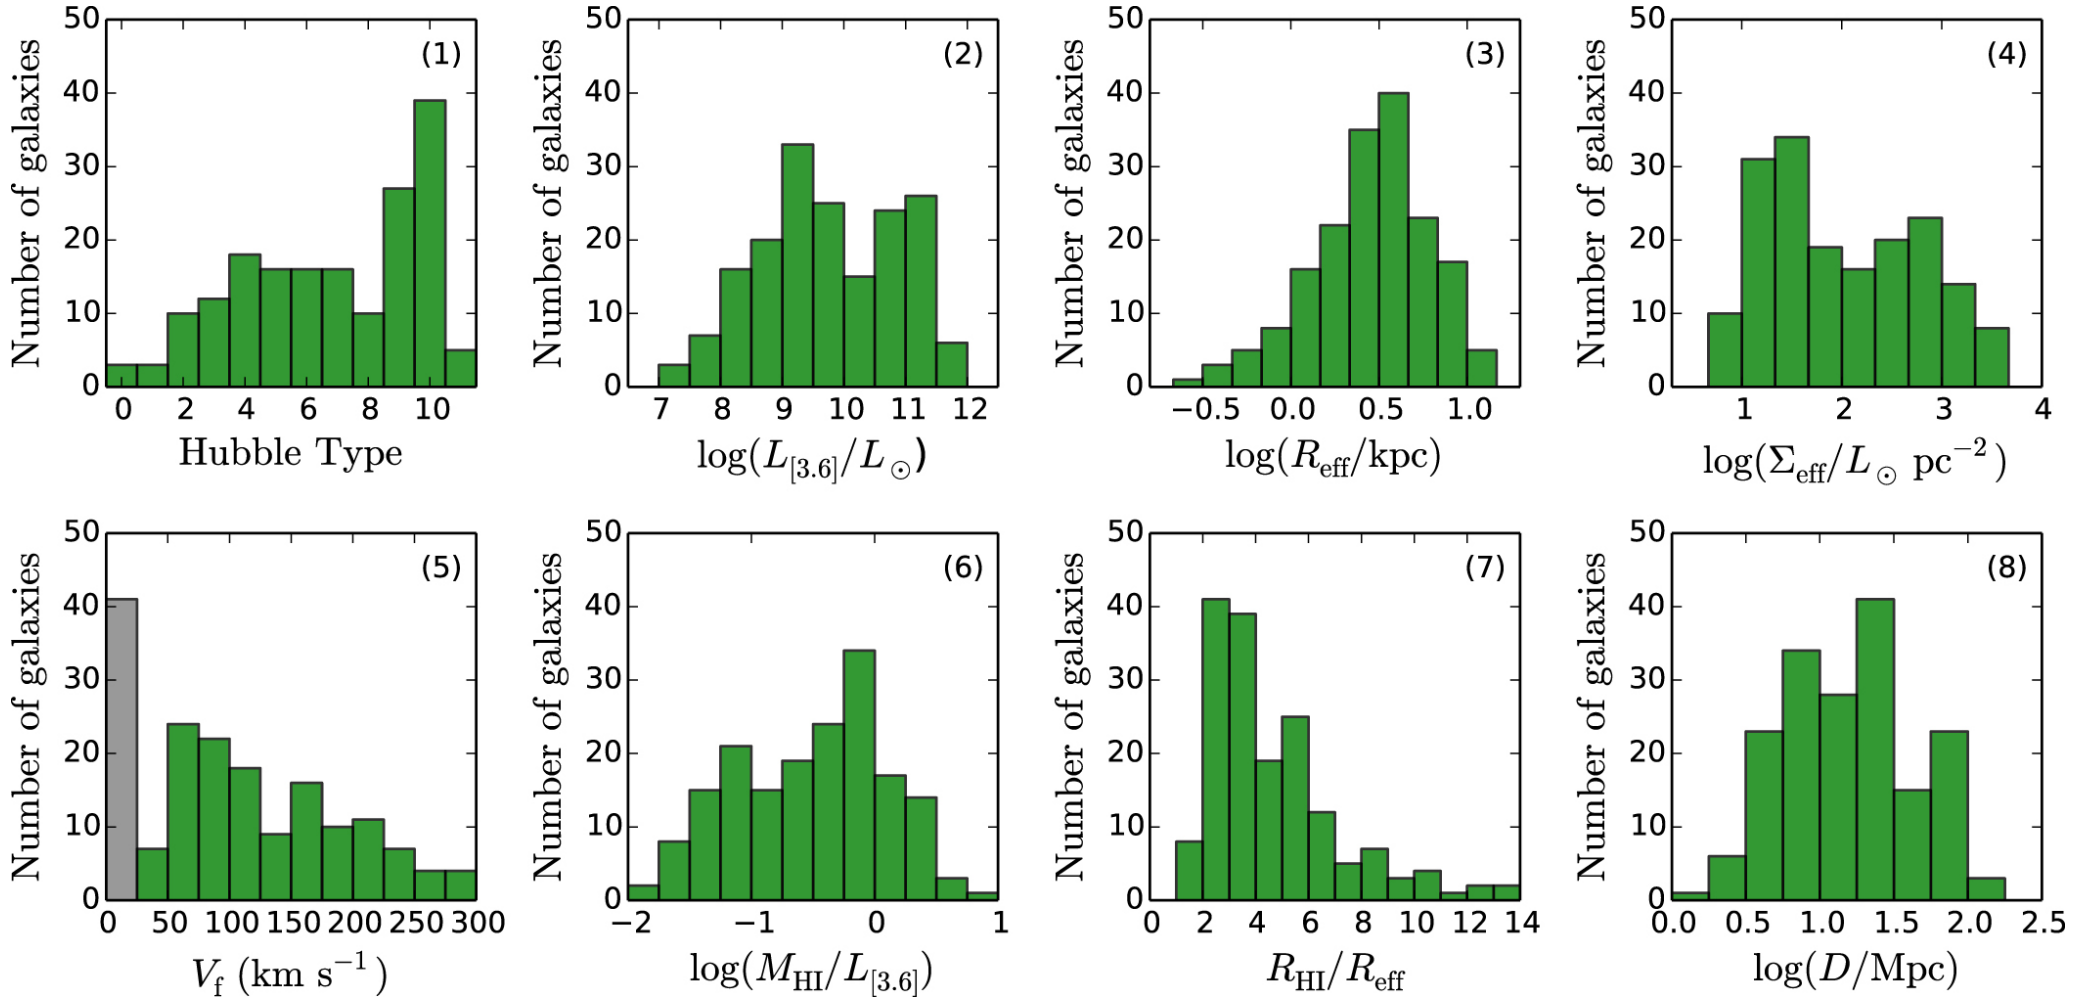 Number of galaxies
50
40
30
20
10
0
(1)
0 2 4 6 8 10
Hubble Type
Number of galaxies
50
40
30
20
10
0
(2)
7 8 9 10 11 12
log(L[3.6]/L⊙)
Number of galaxies
50
40
30
20
10
0
(3)
−0.5 0.0 0.5 1.0
log(Reff/kpc)
Number of galaxies
50
40
30
20
10
0
(4)
1 2 3 4
log(Σeff/L⊙ pc−2)
Number of galaxies
50
40
30
20
10
0
(5)
0 50 100 150 200 250 300
Vf (km s−1)
Number of galaxies
50
40
30
20
10
0
(6)
−2 −1 0 1
log(MHI/L[3.6])
Number of galaxies
50
40
30
20
10
0
(7)
0 2 4 6 8 10 12 14
RHI/Reff
Number of galaxies
50
40
30
20
10
0
(8)
0.0 0.5 1.0 1.5 2.0 2.5
log(D/Mpc)